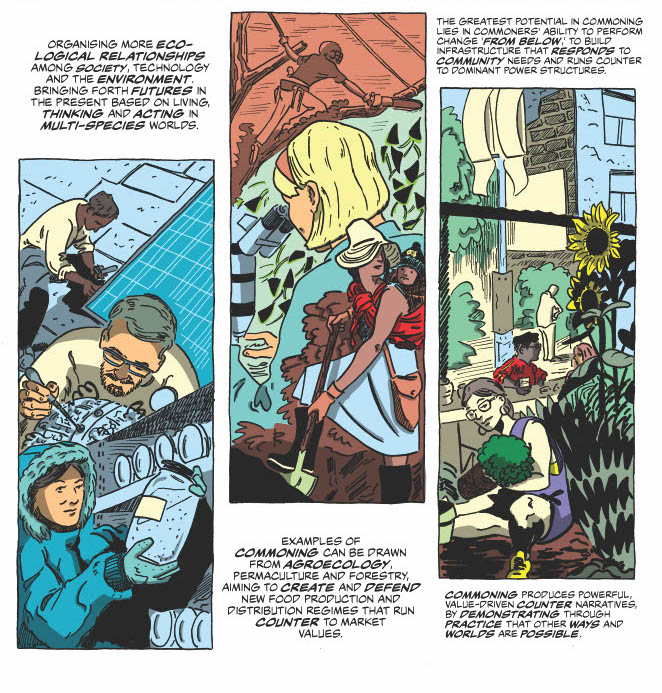 ORGANISING MORE ECO-
LOGICAL RELATIONSHIPS
AMONG SOCIETY, TECHNOLOGY
AND THE ENVIRONMENT.
BRINGING FORTH FUTURES IN
THE PRESENT BASED ON LIVING,
THINKING AND ACTING IN
MULTI-SPECIES WORLDS.
EXAMPLES OF
COMMONING CAN BE DRAWN
FROM AGROECOLOGY,
PERMACULTURE AND FORESTRY,
AIMING TO CREATE AND DEFEND
NEW FOOD PRODUCTION AND
DISTRIBUTION REGIMES THAT RUN
COUNTER TO MARKET
VALUES.
THE GREATEST POTENTIAL IN COMMONING
LIES IN COMMONERS' ABILITY TO PERFORM
CHANGE 'FROM BELOW,' TO BUILD
INFRASTRUCTURE THAT RESPONDS TO
COMMUNITY NEEDS AND RUNS COUNTER
TO DOMINANT POWER STRUCTURES.
COMMONING PRODUCES POWERFUL,
VALUE-DRIVEN COUNTER NARRATIVES,
BY DEMONSTRATING THROUGH
PRACTICE THAT OTHER WAYS AND
WORLDS ARE POSSIBLE.